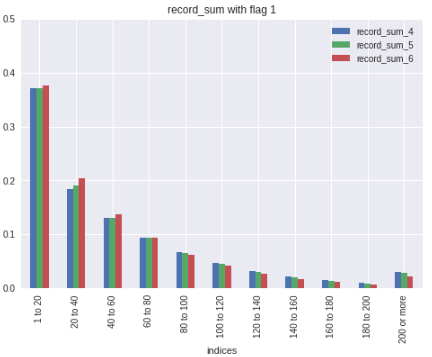 record_sum with flag 1
record_sum_4
record_sum_5
record_sum_6
0.5
0.4
0.3
0.2
0.1
0.0
1 to 20
20 to 40
40 to 60
60 to 80
80 to 100
100 to 120
120 to 140
140 to 160
160 to 180
180 to 200
200 or more
indices